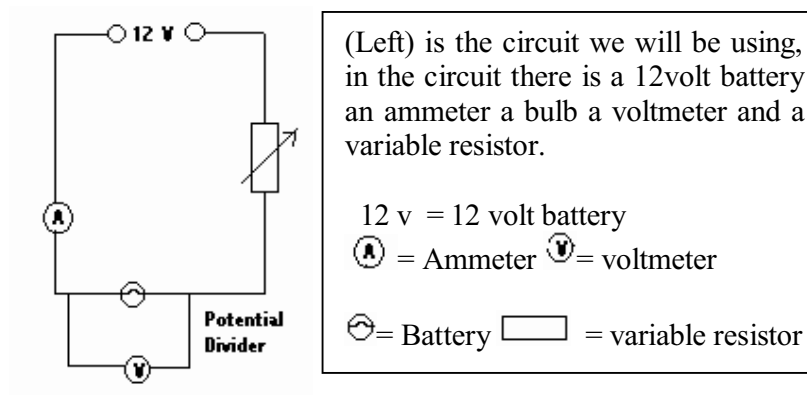 12 V
A
Potential
Divider
V
(Left) is the circuit we will be using,
in the circuit there is a 12volt battery
an ammeter a bulb a voltmeter and a
variable resistor.
12 v = 12 volt battery
A = Ammeter V = voltmeter
= Battery = variable resistor